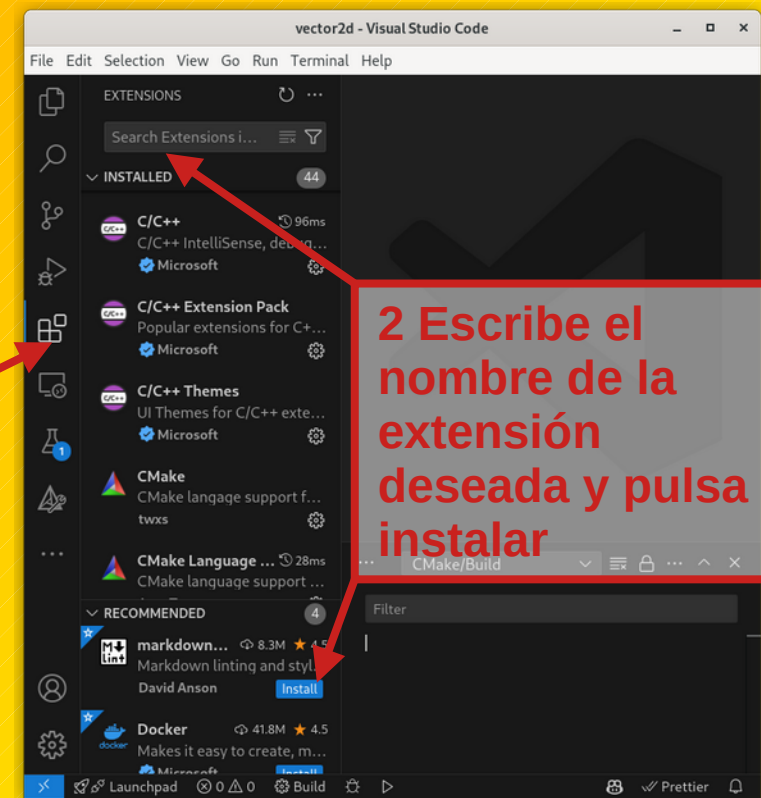 vector2d - Visual Studio Code
File Edit Selection View Go Run Terminal Help
EXTENSIONS
Search Extensions i...
INSTALLED 44
C/C++ 96ms
C/C++ IntelliSense, debug...
Microsoft
C/C++ Extension Pack
Popular extensions for C+...
Microsoft
C/C++ Themes
UI Themes for C/C++ exte...
Microsoft
CMake
CMake langage support f...
twxs
CMake Language ... 28ms
CMake language support ...
RECOMMENDED 4
markdown... 8.3M 4.5
Markdown linting and styl...
David Anson Install
Docker 41.8M 4.5
Makes it easy to create, m...
Microsoft Install
1
2 Escribe el
nombre de la
extensión
deseada y pulsa
instalar
CMake/Build
Filter
Launchpad 0 0 Build Prettier